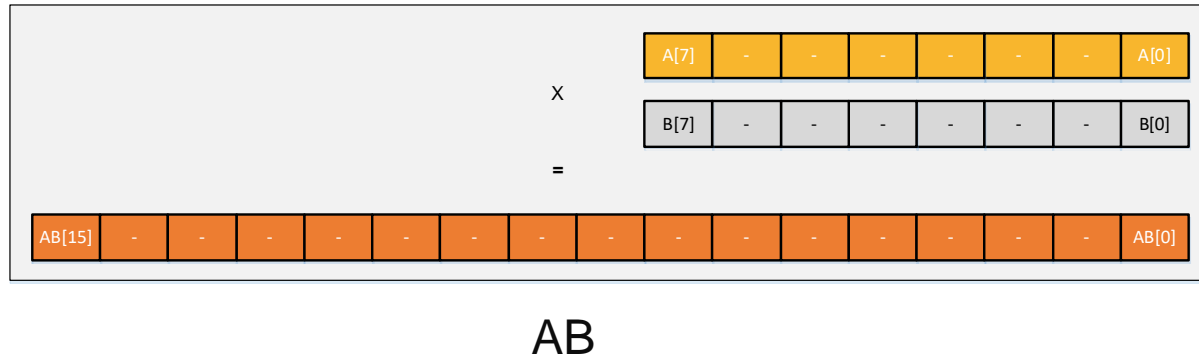 A[7] - - - - - - A[0]
X
B[7] - - - - - - B[0]
=
AB[15] - - - - - - - - - - - - - - - AB[0]
AB